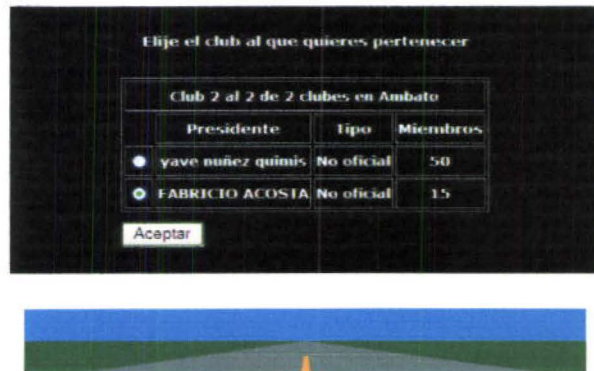 Elije el club al que quieres pertenecer
Club 2 al 2 de 2 clubes en Ambato
Presidente Tipo Miembros
yave nuñez quimis No oficial 50
FABRICIO ACOSTA No oficial 15
Aceptar